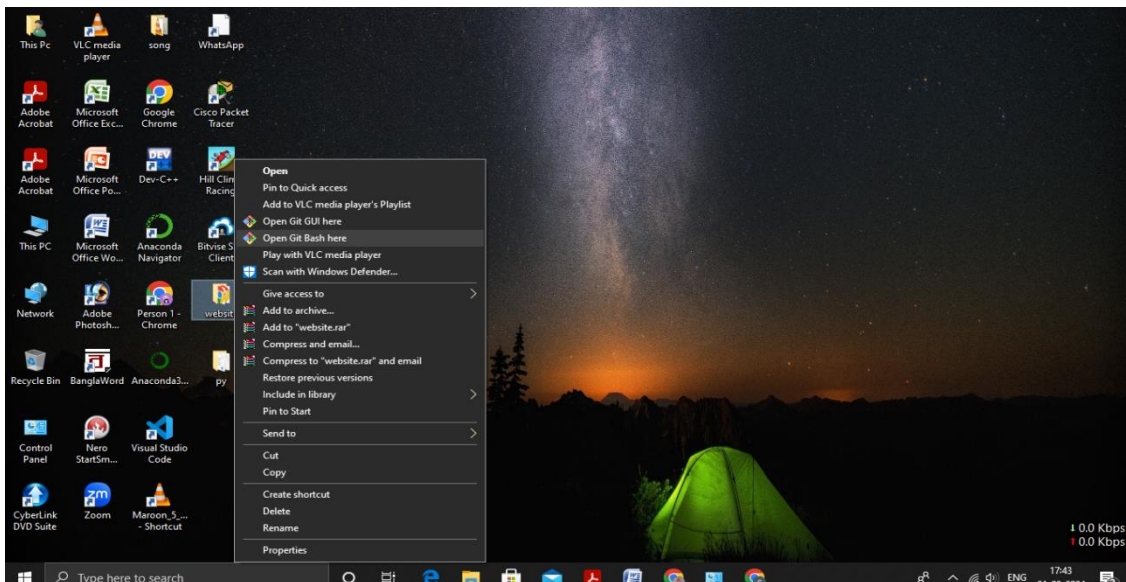 This Pc
VLC media
player
song
WhatsApp
Adobe
Acrobat
Microsoft
Office Exc...
Google
Chrome
Cisco Packet
Tracer
Adobe
Acrobat
Microsoft
Office Po...
DEV
Dev-C++
Hill Clim
Racing
This PC
Microsoft
Office Wo...
Anaconda
Navigator
Bitvise S
Client
Network
Adobe
Photosh...
Person 1 -
Chrome
websit
Recycle Bin
BanglaWord
Anaconda3...
py
Control
Panel
Nero
StartSm...
Visual Studio
Code
CyberLink
DVD Suite
zm
Zoom
Maroon_5_...
- Shortcut
Open
Pin to Quick access
Add to VLC media player's Playlist
Open Git GUI here
Open Git Bash here
Play with VLC media player
Scan with Windows Defender...
Give access to
Add to archive...
Add to "website.rar"
Compress and email...
Compress to "website.rar" and email
Restore previous versions
Include in library
Pin to Start
Send to
Cut
Copy
Create shortcut
Delete
Rename
Properties
0.0 Kbps
0.0 Kbps
Type here to search
ENG
17:43